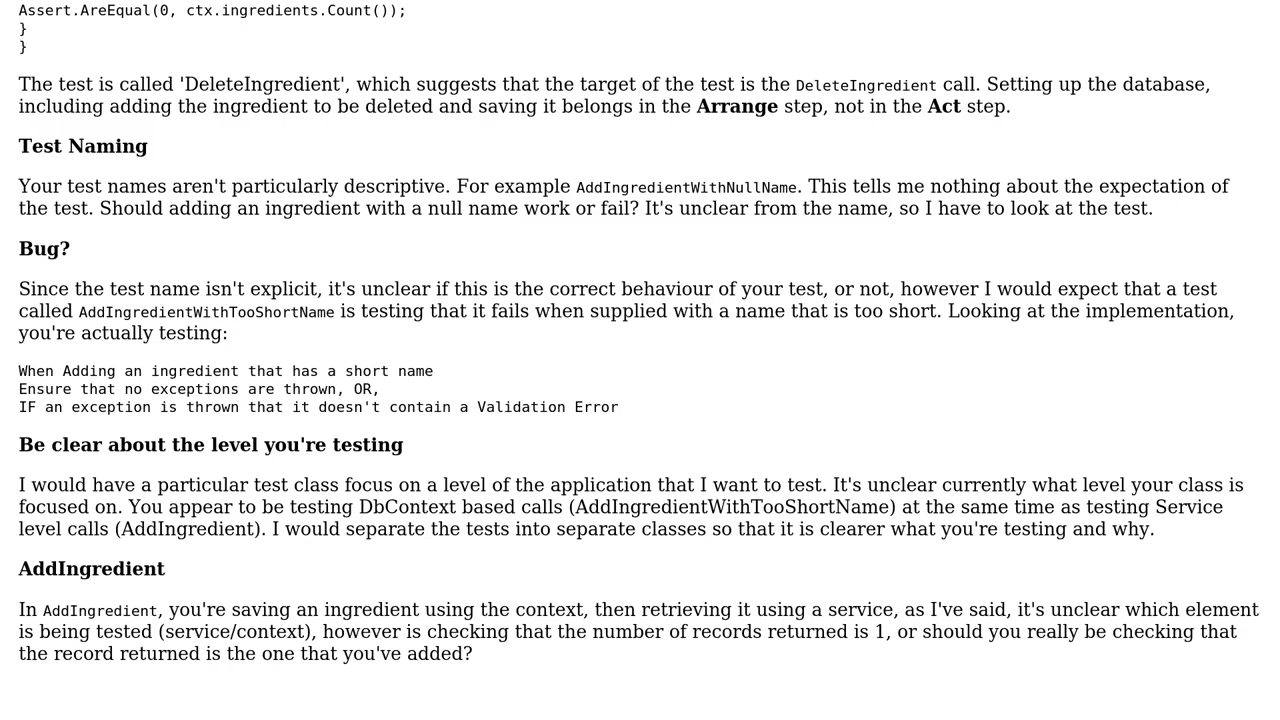 Assert.AreEqual(0, ctx.ingredients.Count());
}
}
The test is called 'DeleteIngredient', which suggests that the target of the test is the DeleteIngredient call. Setting up the database,
including adding the ingredient to be deleted and saving it belongs in the Arrange step, not in the Act step.
Test Naming
Your test names aren't particularly descriptive. For example AddIngredientWithNullName. This tells me nothing about the expectation of
the test. Should adding an ingredient with a null name work or fail? It's unclear from the name, so I have to look at the test.
Bug?
Since the test name isn't explicit, it's unclear if this is the correct behaviour of your test, or not, however I would expect that a test
called AddIngredientWithTooShortName is testing that it fails when supplied with a name that is too short. Looking at the implementation,
you're actually testing:
When Adding an ingredient that has a short name
Ensure that no exceptions are thrown, OR,
IF an exception is thrown that it doesn't contain a Validation Error
Be clear about the level you're testing
I would have a particular test class focus on a level of the application that I want to test. It's unclear currently what level your class is
focused on. You appear to be testing DbContext based calls (AddIngredientWithTooShortName) at the same time as testing Service
level calls (AddIngredient). I would separate the tests into separate classes so that it is clearer what you're testing and why.
AddIngredient
In AddIngredient, you're saving an ingredient using the context, then retrieving it using a service, as I've said, it's unclear which element
is being tested (service/context), however is checking that the number of records returned is 1, or should you really be checking that
the record returned is the one that you've added?